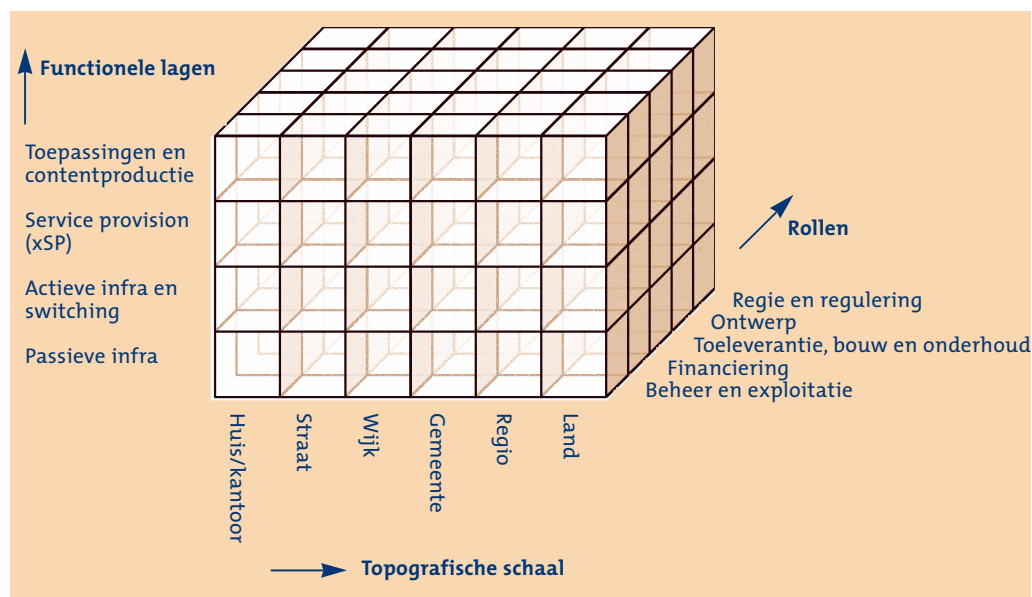 Functionele lagen
Toepassingen en
contentproductie
Service provision
(xSP)
Actieve infra en
switching
Passieve infra
Rollen
Regie en regulering
Ontwerp
Toeleverantie, bouw en onderhoud
Financiering
Beheer en exploitatie
Huis/kantoor
Straat
Wijk
Gemeente
Regio
Land
Topografische schaal